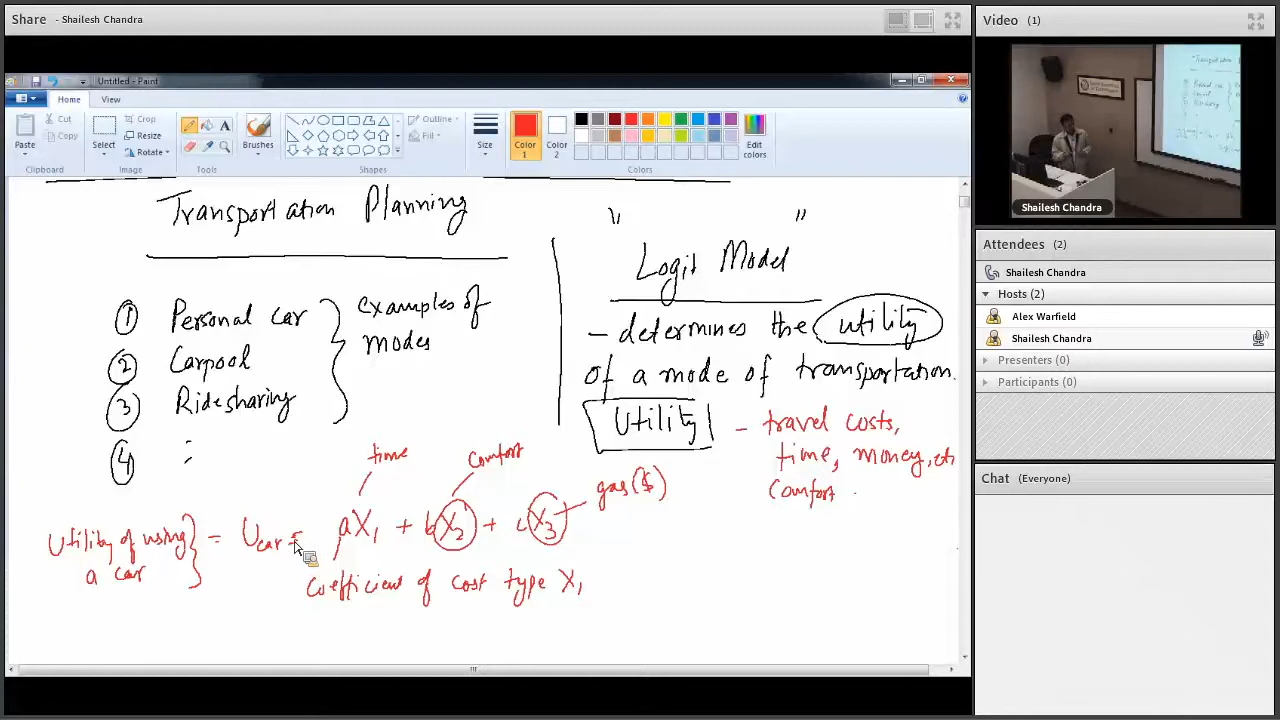 Share - Shailesh Chandra
Untitled - Paint
Home View
Cut
Copy
Paste
Clipboard
Select
Crop
Resize
Rotate
Image
Tools
Brushes
Outline
Fill
Shapes
Size
Color 1
Color 2
Edit colors
Colors
Transportation Planning
① Personal car
② Carpool
③ Ridesharing
④ :
examples of modes
" "
Logit Model
- determines the utility
of a mode of transportation.
Utility - travel costs,
time, money, etc
Comfort .
time
comfort
gas($)
Utility of using
a car
= Ucar = aX1 + bX2 + cX3
Coefficient of cost type X1
Video (1)
Shailesh Chandra
Attendees (2)
Shailesh Chandra
Hosts (2)
Alex Warfield
Shailesh Chandra
Presenters (0)
Participants (0)
Chat